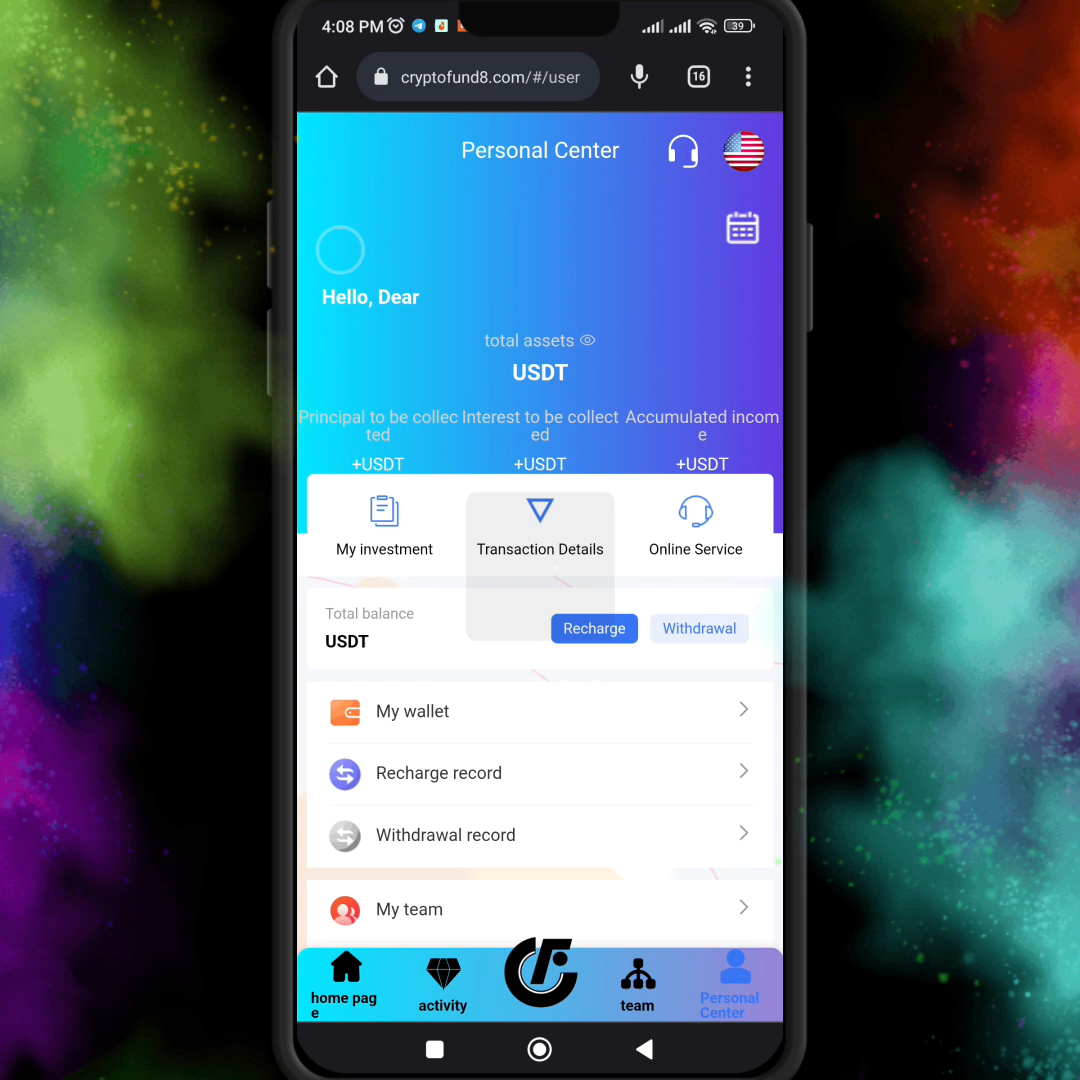 4:08 PM
39
cryptofund8.com/#/user
16
Personal Center
Hello, Dear
total assets
USDT
Principal to be collec
ted
+USDT
Interest to be collect
ed
+USDT
Accumulated incom
e
+USDT
My investment
Transaction Details
Online Service
Total balance
USDT
Recharge
Withdrawal
My wallet
Recharge record
Withdrawal record
My team
home pag
e
activity
team
Personal
Center